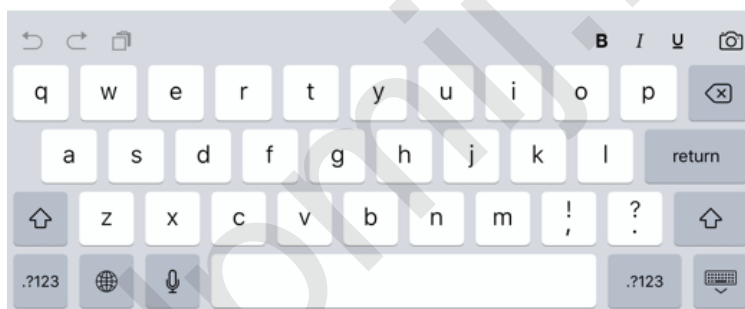 B I U
q w e r t y u i o p
a s d f g h j k l return
z x c v b n m ! , ? .
.?123 .?123